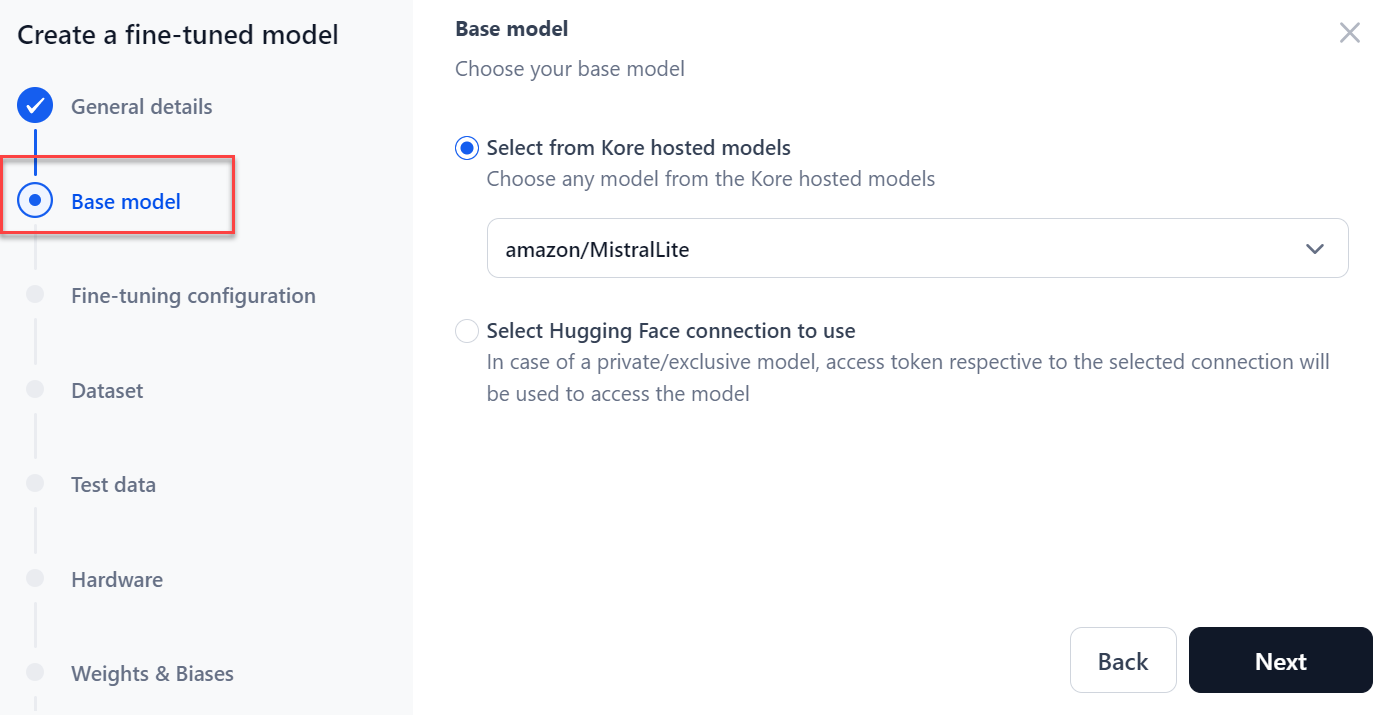 Create a fine-tuned model
General details
Base model
Fine-tuning configuration
Dataset
Test data
Hardware
Weights & Biases
Base model
Choose your base model
Select from Kore hosted models
Choose any model from the Kore hosted models
amazon/MistralLite
Select Hugging Face connection to use
In case of a private/exclusive model, access token respective to the selected connection will
be used to access the model
Back
Next